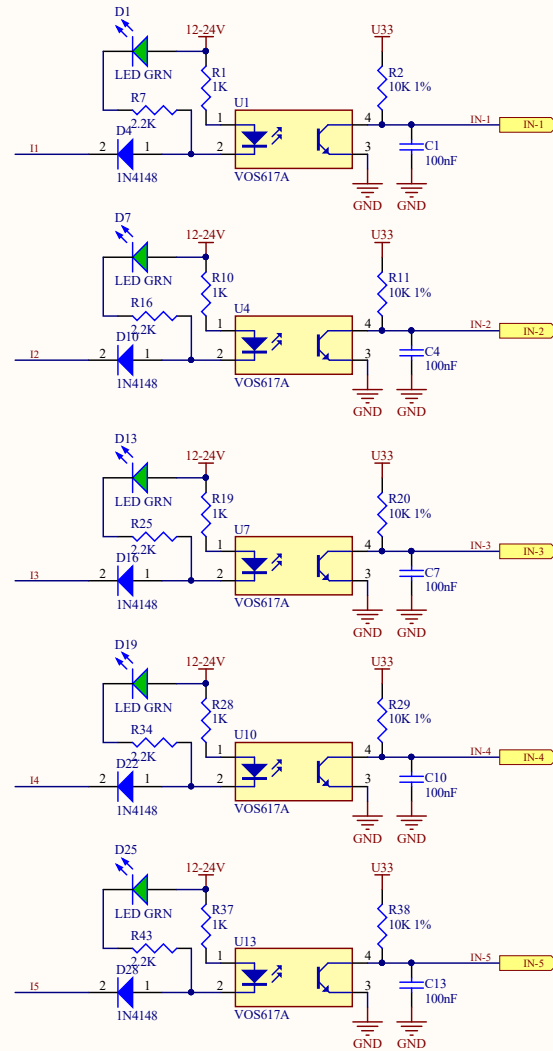 D1
12-24V
U33
LED GRN
R1
1K
R2
10K 1%
R7
2.2K
U1
1
4
IN-1
IN-1
D4
I1
2
1
2
3
C1
100nF
1N4148
VOS617A
GND
GND
D7
12-24V
U33
LED GRN
R10
1K
R11
10K 1%
R16
2.2K
U4
1
4
IN-2
IN-2
D10
I2
2
1
2
3
C4
100nF
1N4148
VOS617A
GND
GND
D13
12-24V
U33
LED GRN
R19
1K
R20
10K 1%
R25
2.2K
U7
1
4
IN-3
IN-3
D16
I3
2
1
2
3
C7
100nF
1N4148
VOS617A
GND
GND
D19
12-24V
U33
LED GRN
R28
1K
R29
10K 1%
R34
2.2K
U10
1
4
IN-4
IN-4
D22
I4
2
1
2
3
C10
100nF
1N4148
VOS617A
GND
GND
D25
12-24V
U33
LED GRN
R37
1K
R38
10K 1%
R43
2.2K
U13
1
4
IN-5
IN-5
D28
I5
2
1
2
3
C13
100nF
1N4148
VOS617A
GND
GND